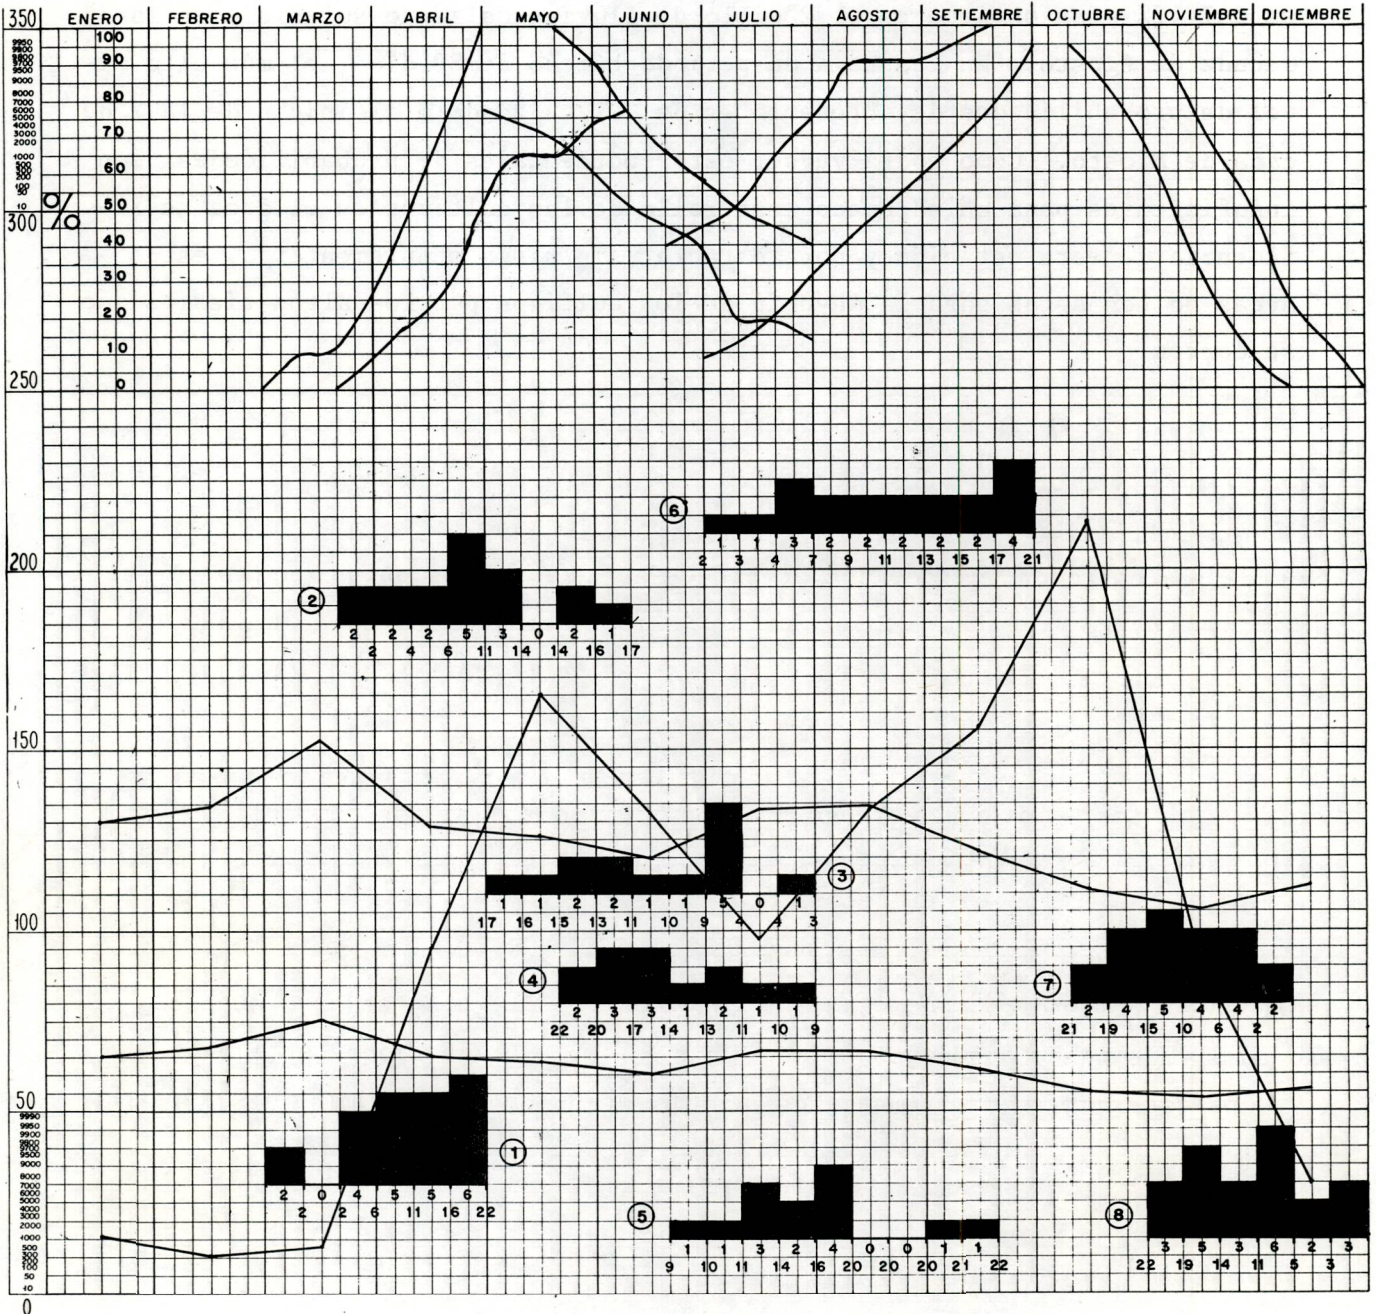 ENERO FEBRERO MARZO ABRIL MAYO JUNIO JULIO AGOSTO SETIEMBRE OCTUBRE NOVIEMBRE DICIEMBRE
350
100
90
80
70
60
50
%
300
40
30
20
10
0
250
6
1 1 3 2 2 2 2 2 4
2 3 4 7 9 11 13 15 17 21
200
2
2 2 2 5 3 0 2 1
2 4 6 11 14 14 16 17
150
3
1 1 2 2 1 1 5 0 1
17 16 15 13 11 10 9 4 4 3
100
4
2 3 3 1 2 1 1
22 20 17 14 13 11 10 9
7
2 4 5 4 4 2
21 19 15 10 6 2
50
1
2 0 4 5 5 6
2 2 6 11 16 22
5
1 1 3 2 4 0 0 1 1
9 10 11 14 16 20 20 20 21 22
8
3 5 3 6 2 3
22 19 14 11 5 3
0